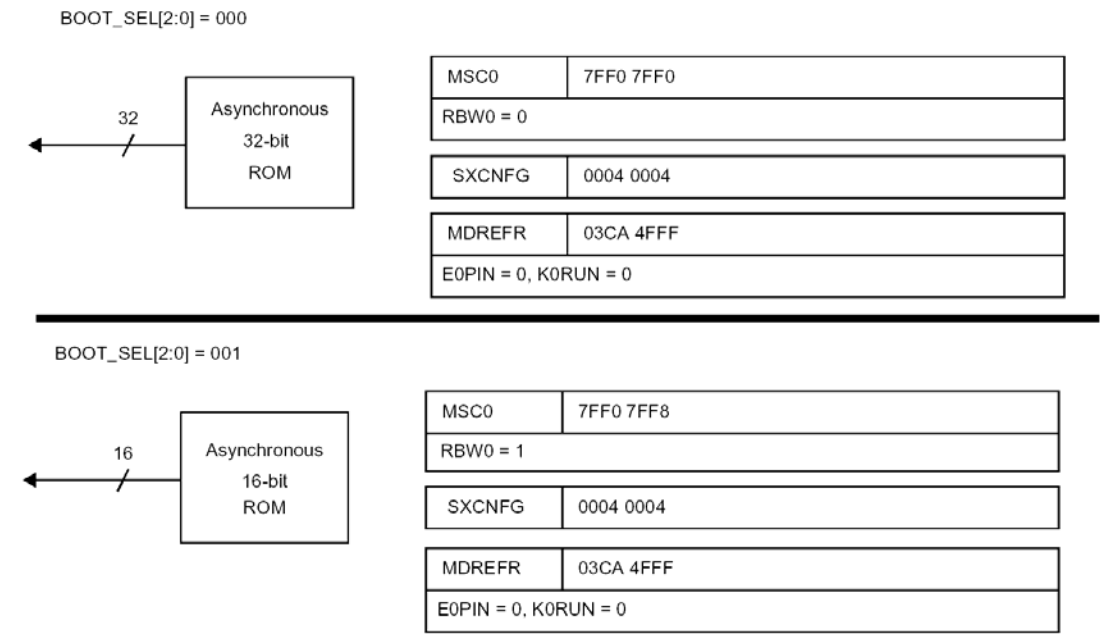 BOOT_SEL[2:0] = 000
32
Asynchronous
32-bit
ROM
MSC0 7FF0 7FF0
RBW0 = 0
SXCNFG 0004 0004
MDREFR 03CA 4FFF
E0PIN = 0, K0RUN = 0
BOOT_SEL[2:0] = 001
16
Asynchronous
16-bit
ROM
MSC0 7FF0 7FF8
RBW0 = 1
SXCNFG 0004 0004
MDREFR 03CA 4FFF
E0PIN = 0, K0RUN = 0